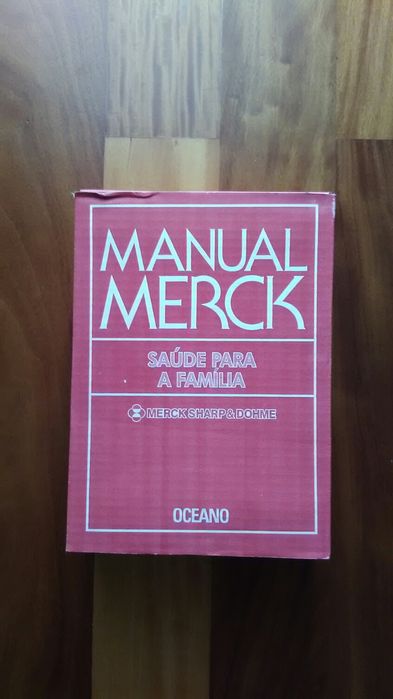 MANUAL
MERCK
SAÚDE PARA
A FAMÍLIA
MERCK SHARP & DOHME
OCEANO